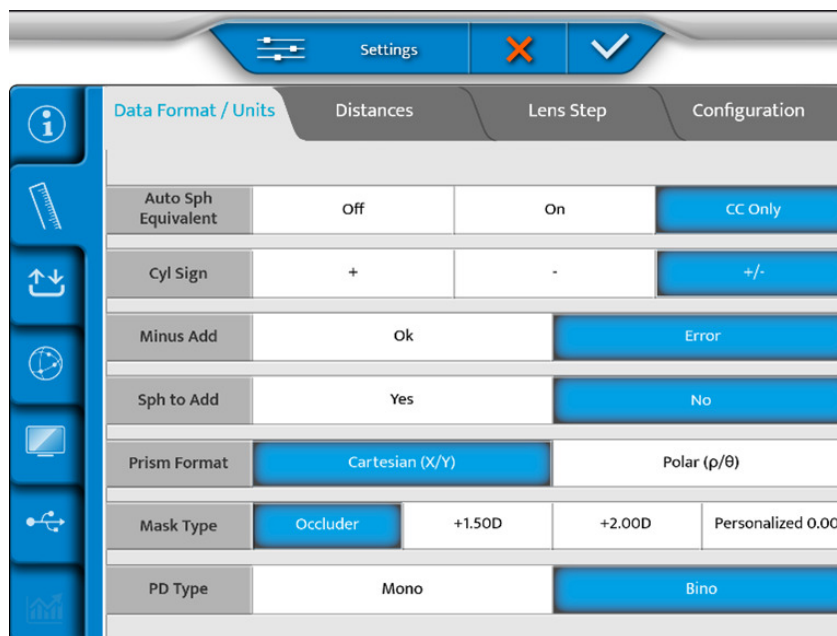 Settings
Data Format / Units Distances Lens Step Configuration
Auto Sph
Equivalent
Off On CC Only
Cyl Sign + - +/-
Minus Add Ok Error
Sph to Add Yes No
Prism Format Cartesian (X/Y) Polar (ρ/θ)
Mask Type Occluder +1.50D +2.00D Personalized 0.00
PD Type Mono Bino